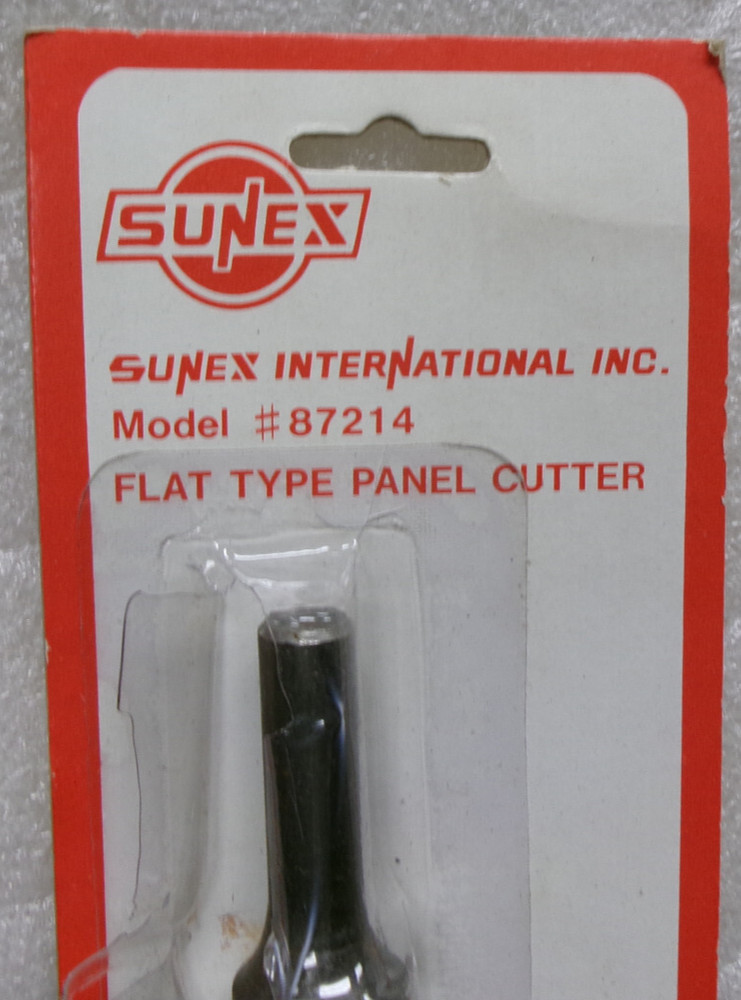 SUNEX
SUNEX INTERNATIONAL INC.
Model #87214
FLAT TYPE PANEL CUTTER